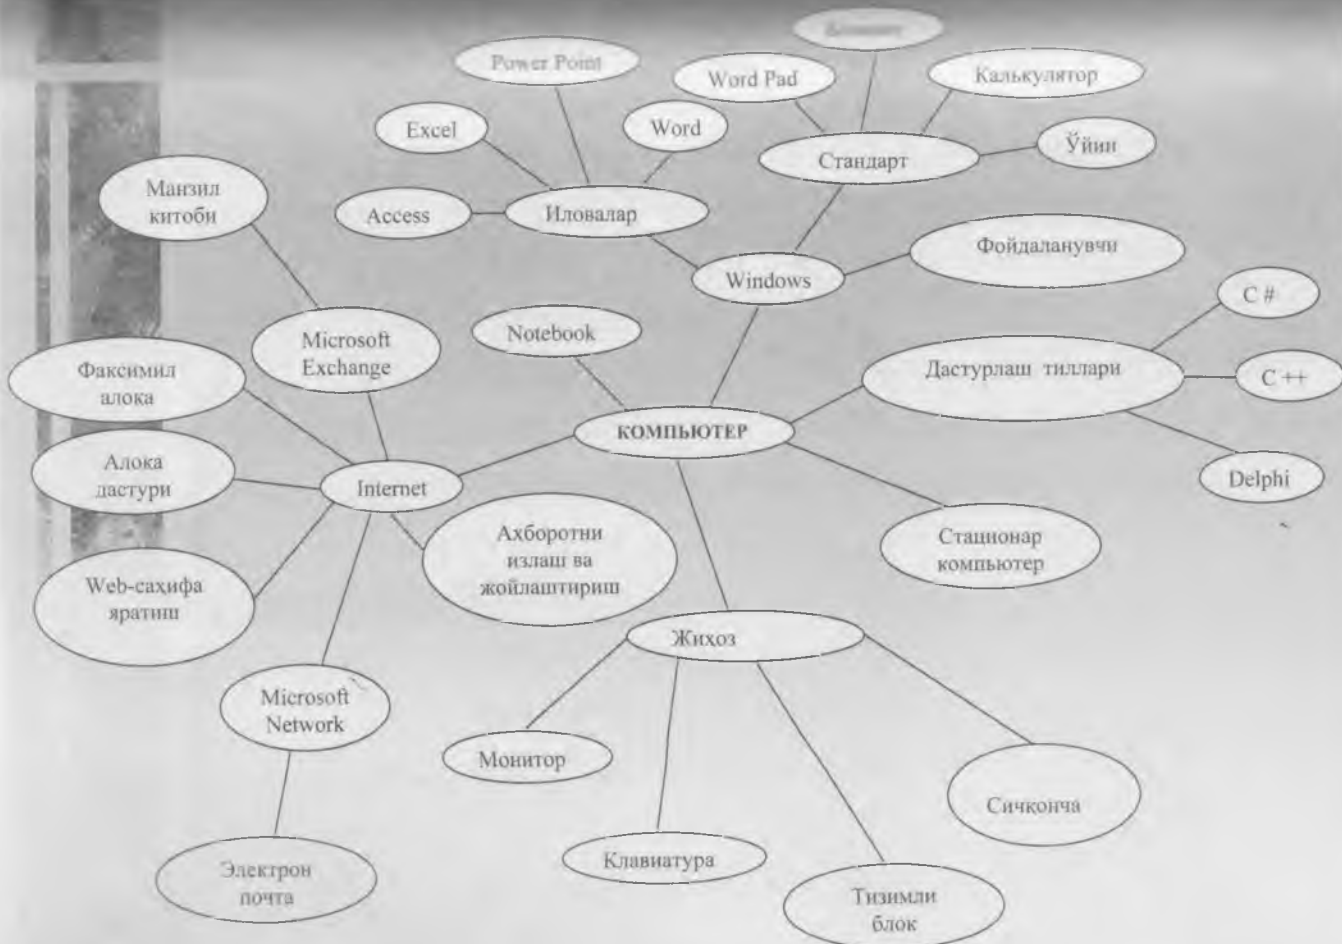 Power Point
Word Pad
Калькулятор
Excel
Word
Стандарт
Ўйин
Манзил
китоби
Access
Иловалар
Windows
Фойдаланувчи
C #
Notebook
Microsoft
Exchange
Факсимил
алока
Дастурлаш тиллари
C ++
КОМПЬЮТЕР
Алока
дастури
Internet
Delphi
Ахборотни
излаш ва
жойлаштириш
Стационар
компьютер
Web-саҳифа
яратиш
Жиҳоз
Microsoft
Network
Монитор
Сичқонча
Клавиатура
Электрон
почта
Тизимли
блок